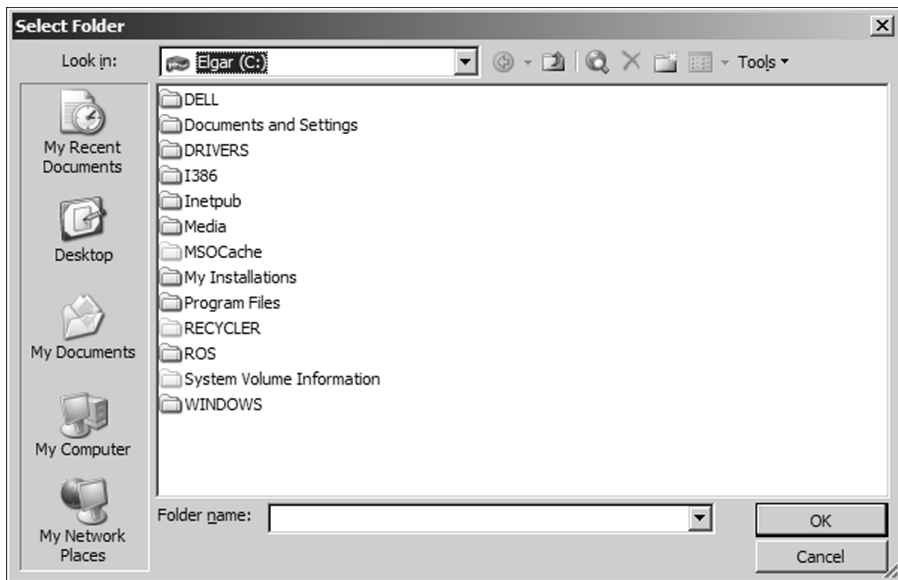 Select Folder
Look in:
Elgar (C:)
Tools
My Recent
Documents
Desktop
My Documents
My Computer
My Network
Places
DELL
Documents and Settings
DRIVERS
I386
Inetpub
Media
MSOCache
My Installations
Program Files
RECYCLER
ROS
System Volume Information
WINDOWS
Folder name:
OK
Cancel